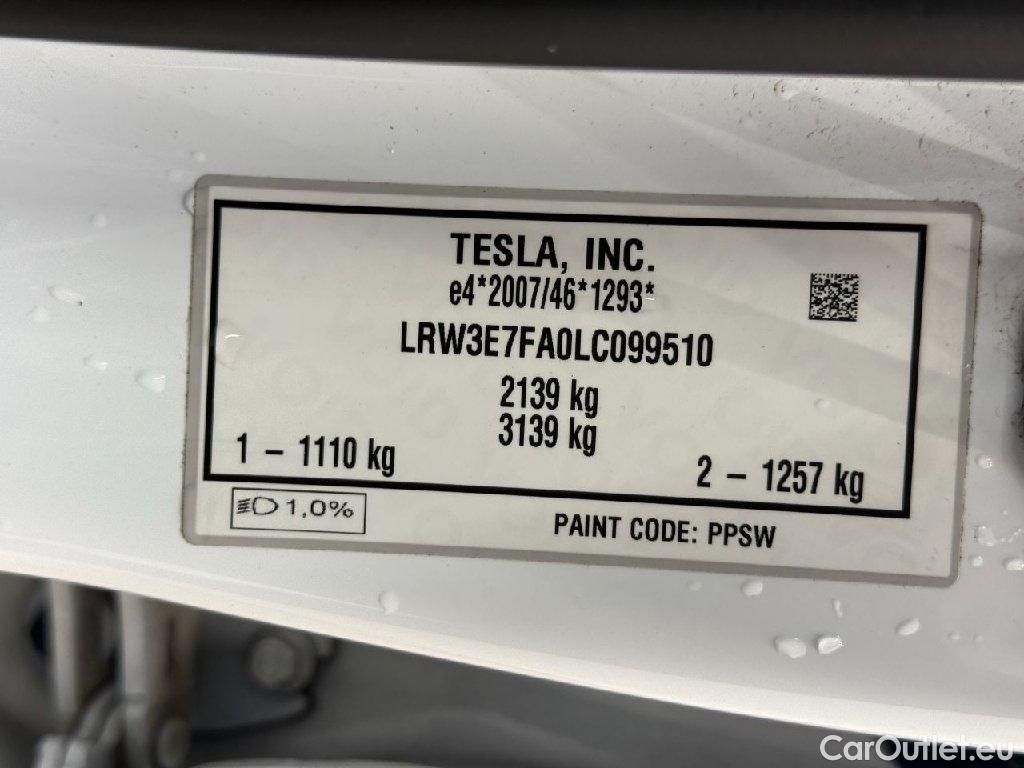 TESLA, INC.
e4*2007/46*1293*
LRW3E7FA0LC099510
2139 kg
3139 kg
1 – 1110 kg
2 – 1257 kg
1,0%
PAINT CODE: PPSW
CarOutlet.eu